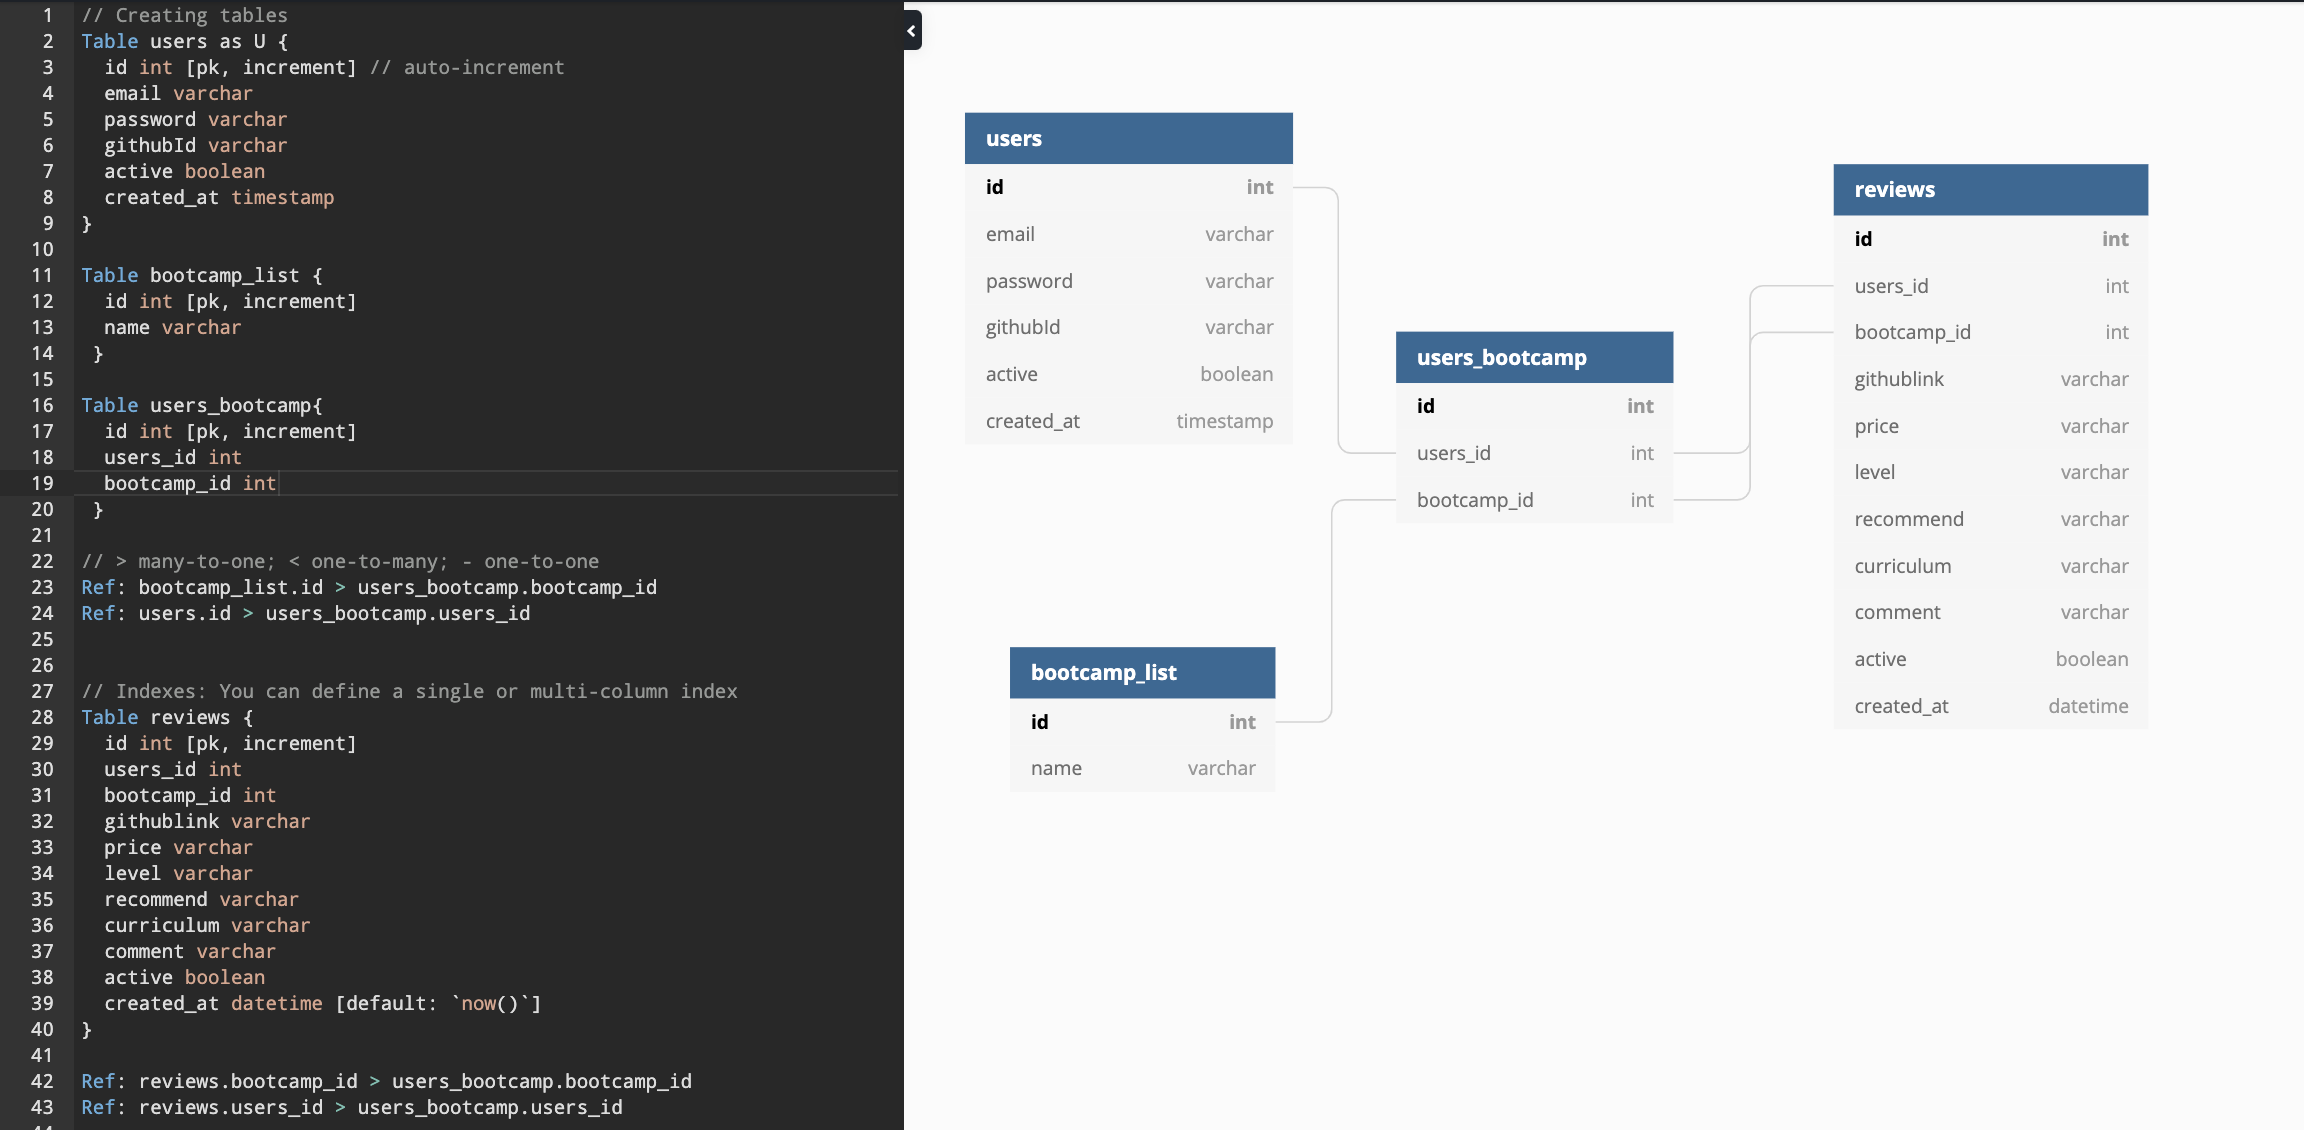 1 // Creating tables
2 Table users as U {
3 id int [pk, increment] // auto-increment
4 email varchar
5 password varchar
6 githubId varchar
7 active boolean
8 created_at timestamp
9 }
10
11 Table bootcamp_list {
12 id int [pk, increment]
13 name varchar
14 }
15
16 Table users_bootcamp{
17 id int [pk, increment]
18 users_id int
19 bootcamp_id int
20 }
21
22 // > many-to-one; < one-to-many; - one-to-one
23 Ref: bootcamp_list.id > users_bootcamp.bootcamp_id
24 Ref: users.id > users_bootcamp.users_id
25
26
27 // Indexes: You can define a single or multi-column index
28 Table reviews {
29 id int [pk, increment]
30 users_id int
31 bootcamp_id int
32 githublink varchar
33 price varchar
34 level varchar
35 recommend varchar
36 curriculum varchar
37 comment varchar
38 active boolean
39 created_at datetime [default: `now()`]
40 }
41
42 Ref: reviews.bootcamp_id > users_bootcamp.bootcamp_id
43 Ref: reviews.users_id > users_bootcamp.users_id
users
id int
email varchar
password varchar
githubId varchar
active boolean
created_at timestamp
users_bootcamp
id int
users_id int
bootcamp_id int
bootcamp_list
id int
name varchar
reviews
id int
users_id int
bootcamp_id int
githublink varchar
price varchar
level varchar
recommend varchar
curriculum varchar
comment varchar
active boolean
created_at datetime